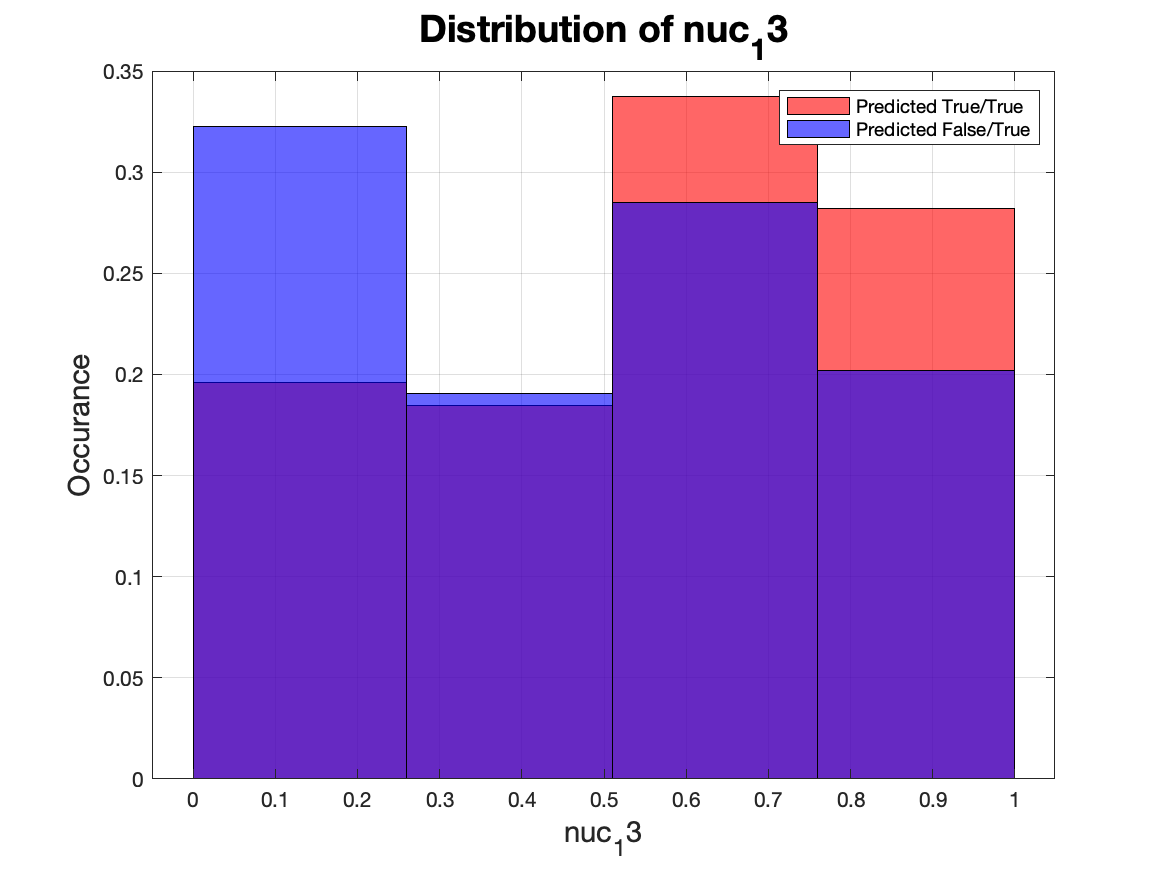 Distribution of nuc₁3
0.35
0.3
0.25
0.2
0.15
0.1
0.05
0
Occurance
Predicted True/True
Predicted False/True
0 0.1 0.2 0.3 0.4 0.5 0.6 0.7 0.8 0.9 1
nuc₁3